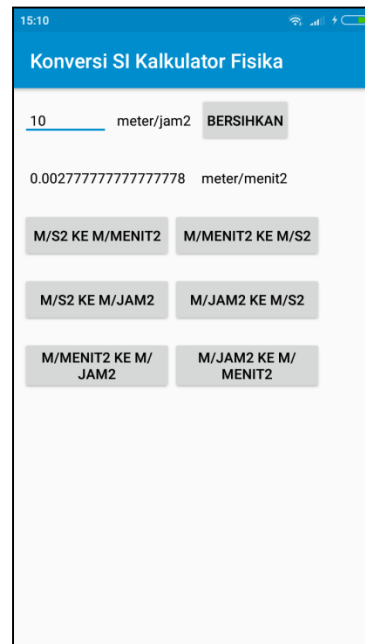 15:10
Konversi SI Kalkulator Fisika
10 meter/jam2 BERSIHKAN
0.002777777777777778 meter/menit2
M/S2 KE M/MENIT2 M/MENIT2 KE M/S2
M/S2 KE M/JAM2 M/JAM2 KE M/S2
M/MENIT2 KE M/
JAM2
M/JAM2 KE M/
MENIT2